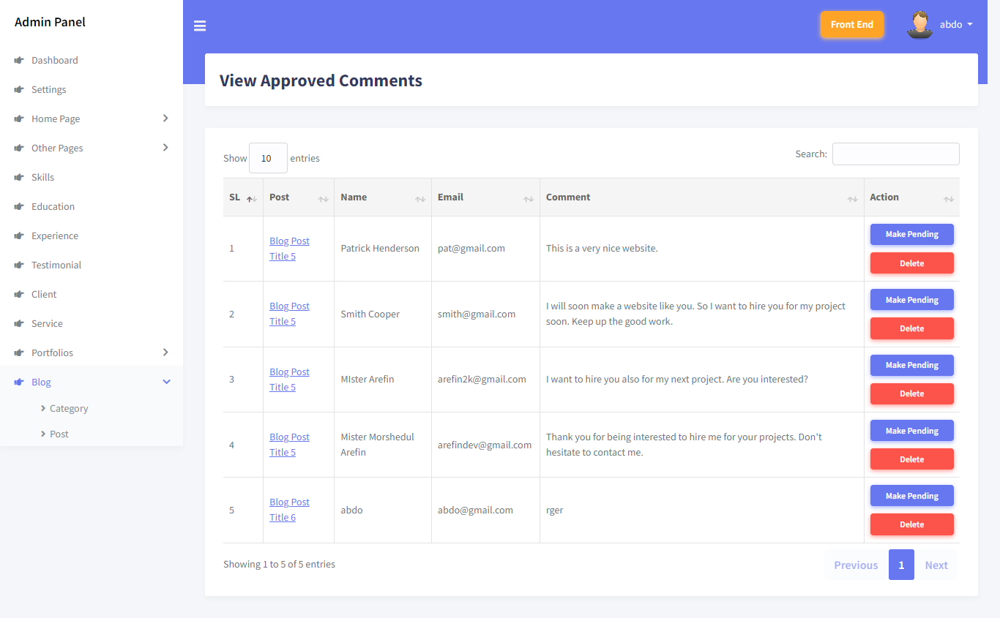 Admin Panel
Dashboard
Settings
Home Page
Other Pages
Skills
Education
Experience
Testimonial
Client
Service
Portfolios
Blog
Category
Post
Front End
abdo
View Approved Comments
Show 10 entries
Search:
SL Post Name Email Comment Action
1 Blog Post Title 5 Patrick Henderson pat@gmail.com This is a very nice website. Make Pending
Delete
2 Blog Post Title 5 Smith Cooper smith@gmail.com I will soon make a website like you. So I want to hire you for my project
soon. Keep up the good work. Make Pending
Delete
3 Blog Post Title 5 MIster Arefin arefin2k@gmail.com I want to hire you also for my next project. Are you interested? Make Pending
Delete
4 Blog Post Title 5 Mister Morshedul Arefin arefindev@gmail.com Thank you for being interested to hire me for your projects. Don't
hesitate to contact me. Make Pending
Delete
5 Blog Post Title 6 abdo abdo@gmail.com rger Make Pending
Delete
Showing 1 to 5 of 5 entries
Previous 1 Next